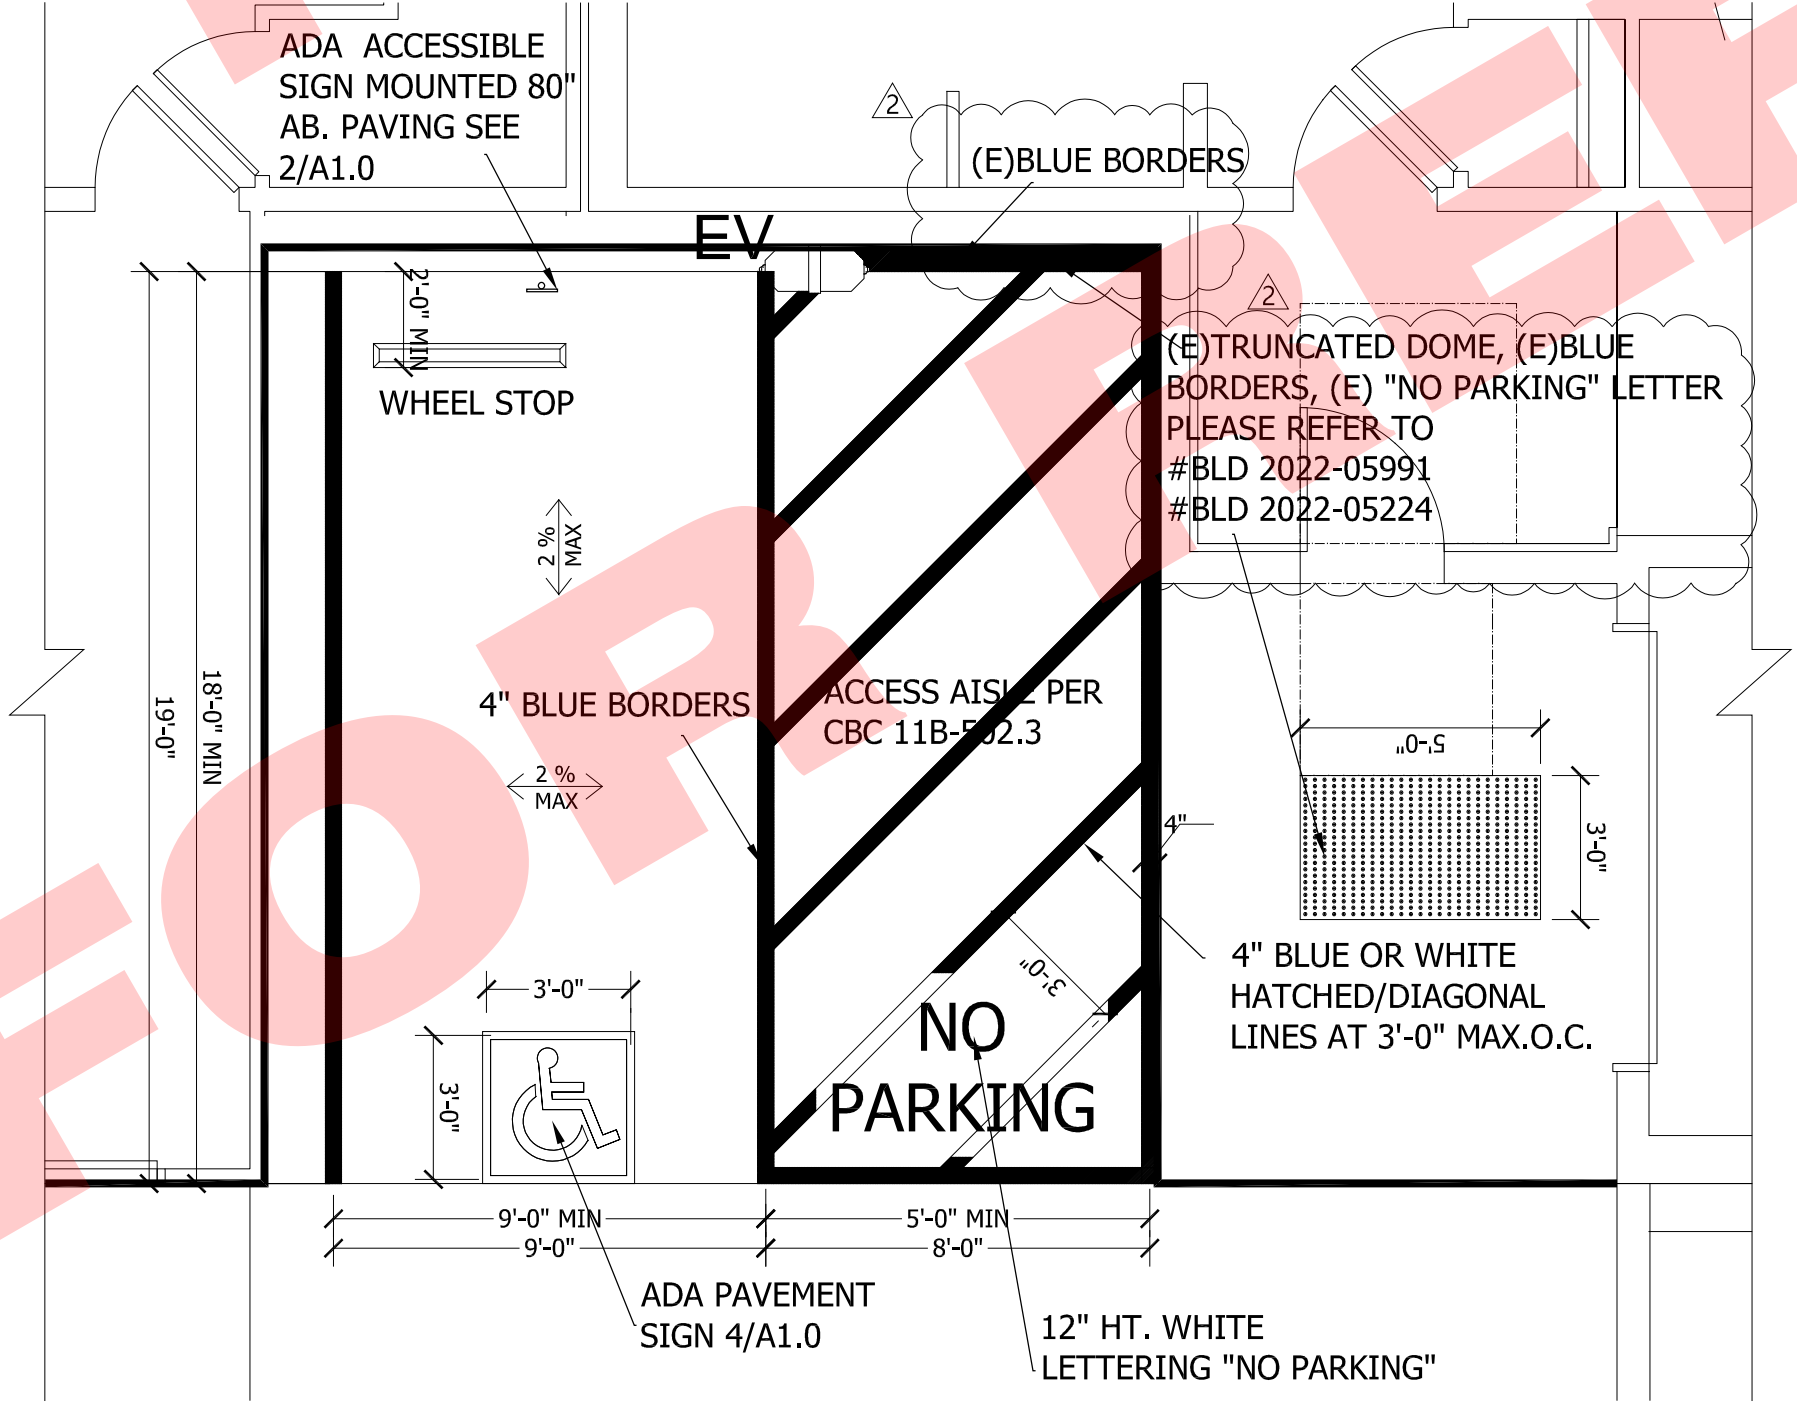 ADA ACCESSIBLE
SIGN MOUNTED 80"
AB. PAVING SEE
2/A1.0
2
(E)BLUE BORDERS
EV
2'-0" MIN
WHEEL STOP
2
(E)TRUNCATED DOME, (E)BLUE
BORDERS, (E) "NO PARKING" LETTER
PLEASE REFER TO
#BLD 2022-05991
#BLD 2022-05224
2 %
MAX
19'-0"
18'-0" MIN
4" BLUE BORDERS
ACCESS AISLE PER
CBC 11B-502.3
2 %
MAX
5'-0"
4"
3'-0"
4" BLUE OR WHITE
HATCHED/DIAGONAL
LINES AT 3'-0" MAX.O.C.
3'-0"
3'-0"
3'-0"
NO
PARKING
9'-0" MIN
5'-0" MIN
9'-0"
8'-0"
ADA PAVEMENT
SIGN 4/A1.0
12" HT. WHITE
LETTERING "NO PARKING"
FOR REF